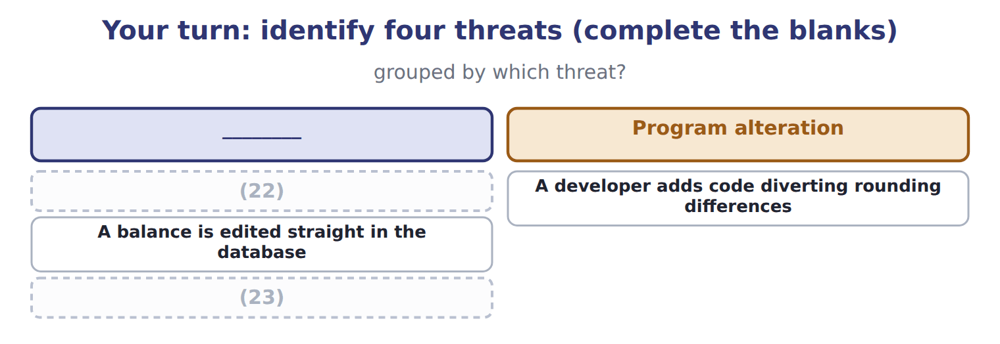 Your turn: identify four threats (complete the blanks)
grouped by which threat?
________
Program alteration
(22)
A balance is edited straight in the
database
(23)
A developer adds code diverting rounding
differences